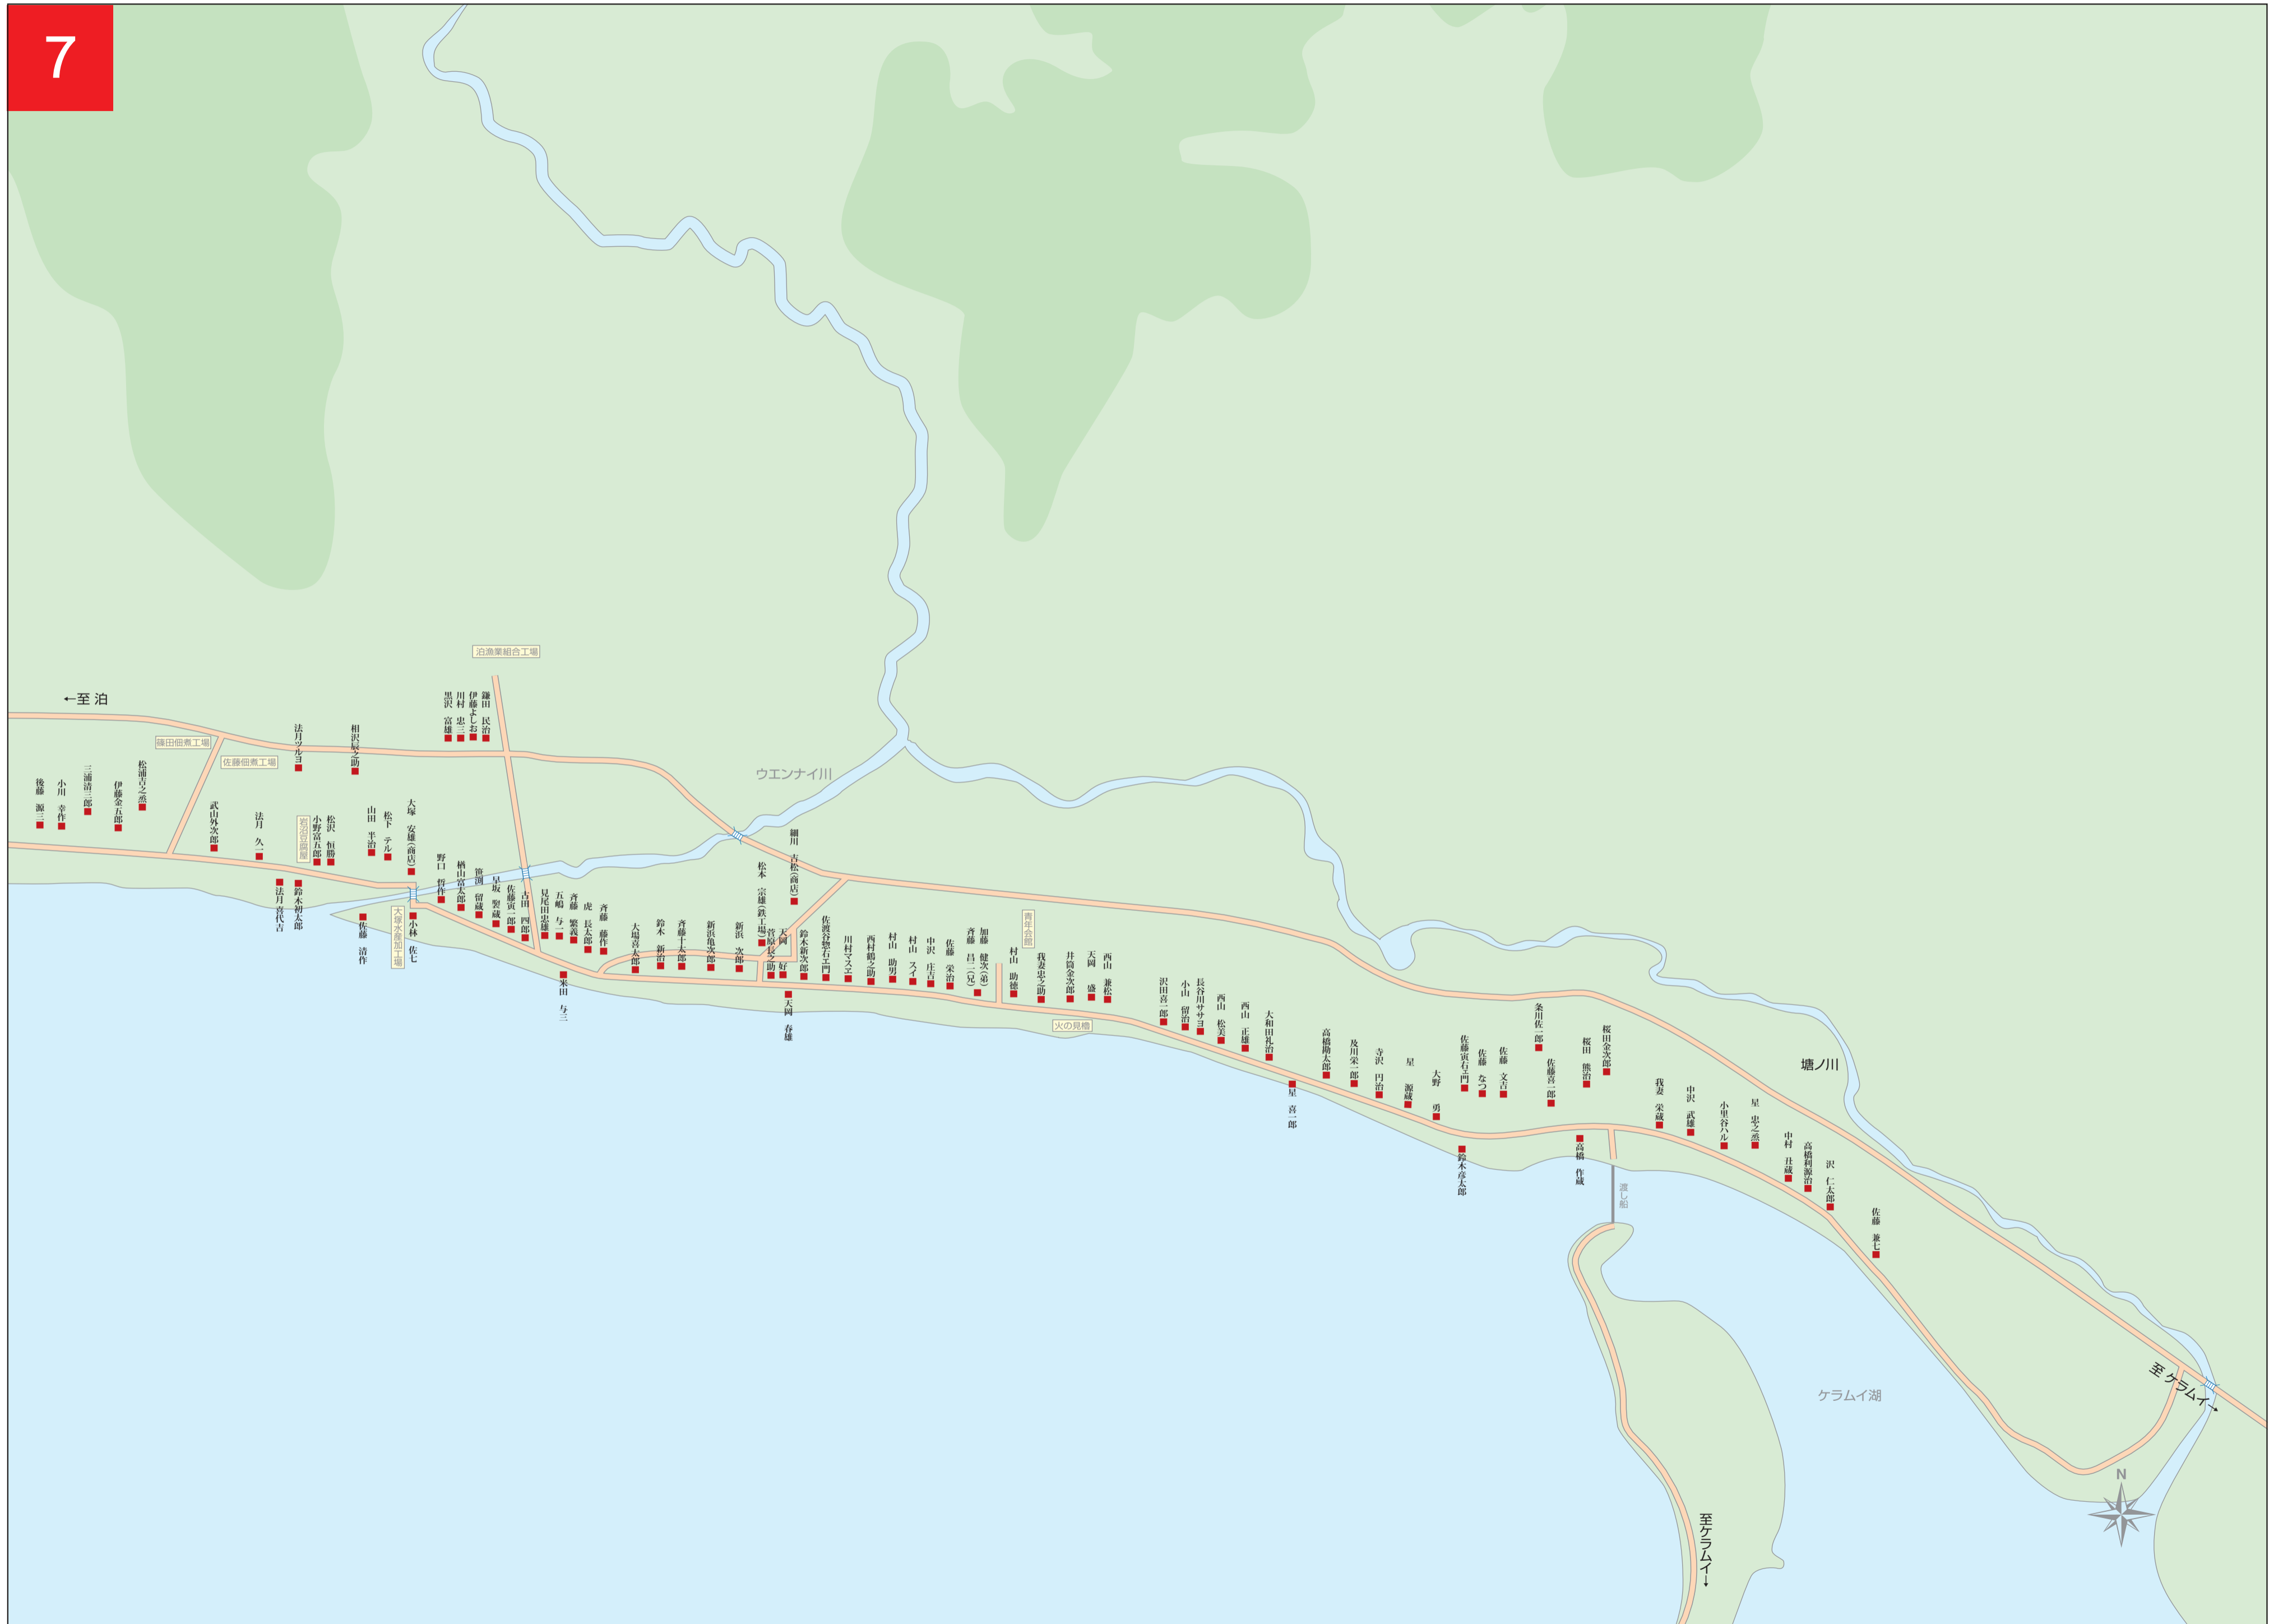 7
泊漁業組合工場
←至 泊
黒沢 富雄
川村 忠三
伊藤よしお
鎌田 民治
篠田佃煮工場
佐藤佃煮工場
法月ツルヨ
相沢辰之助
ウエンナイ川
後藤 源三
小川 幸作
三浦清三郎
伊藤金五郎
松浦吉之烝
武山外次郎
法月 久一
岩沼豆腐屋
小野富五郎
松沢 恒勝
山田 半治
松下 テル
大塚 安雄(商店)
野口 哲作
楢山富太郎
笹渕 留蔵
早坂 㓗蔵
佐藤寅一郎
古田 四郎
見尾田忠雄
五嶋 与一
斉藤 繁義
虎 長太郎
斉藤 藤作
法月喜代吉
鈴木初太郎
佐藤 清作
大塚水産加工場
小林 佐七
米田 与三
大場喜太郎
鈴木 新治
斉藤十太郎
新浜亀次郎
新浜 次郎
松本 宗雄(鉄工場)
菅原長之助
天岡 好
細川 吉松(商店)
鈴木新次郎
天岡 春雄
佐渡谷惣右エ門
川村マスエ
西村鶴之助
村山 助男
村山 スイ
中沢 庄吉
佐藤 栄治
斉藤 昌二(兄)
加藤 健次(弟)
村山 助徳
青年会館
我妻忠之助
井筒金次郎
天岡 盛
西山 兼松
火の見櫓
沢田喜一郎
小山 留治
長谷川サヨ
西山 松美
西山 正雄
大和田礼治
星 喜一郎
高橋勘太郎
及川栄一郎
寺沢 円治
星 源蔵
大野 勇
佐藤寅右エ門
佐藤 なつ
佐藤 文吉
鈴木彦太郎
条川佐一郎
佐藤喜一郎
桜田 熊治
桜田金次郎
高橋 作蔵
渡し船
塘ノ川
我妻 栄蔵
中沢 武雄
小里谷ハル
星 忠之烝
中村 丑蔵
高橋利源治
沢 仁太郎
佐藤 兼七
至 ケラムイ→
ケラムイ湖
N
至ケラムイ→